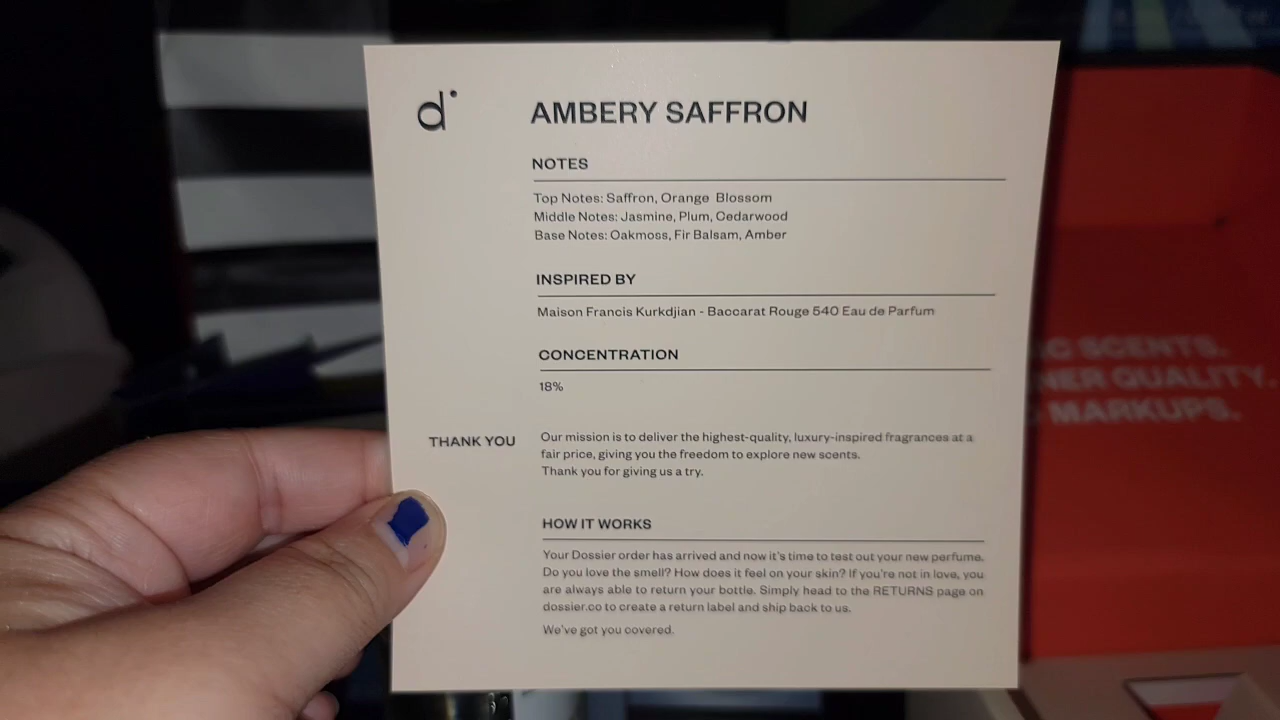 d°
AMBERY SAFFRON
NOTES
Top Notes: Saffron, Orange Blossom
Middle Notes: Jasmine, Plum, Cedarwood
Base Notes: Oakmoss, Fir Balsam, Amber
INSPIRED BY
Maison Francis Kurkdjian - Baccarat Rouge 540 Eau de Parfum
CONCENTRATION
18%
THANK YOU
Our mission is to deliver the highest-quality, luxury-inspired fragrances at a
fair price, giving you the freedom to explore new scents.
Thank you for giving us a try.
HOW IT WORKS
Your Dossier order has arrived and now it's time to test out your new perfume.
Do you love the smell? How does it feel on your skin? If you're not in love, you
are always able to return your bottle. Simply head to the RETURNS page on
dossier.co to create a return label and ship back to us.
We've got you covered.
SCENTS.
QUALITY.
MARKUPS.